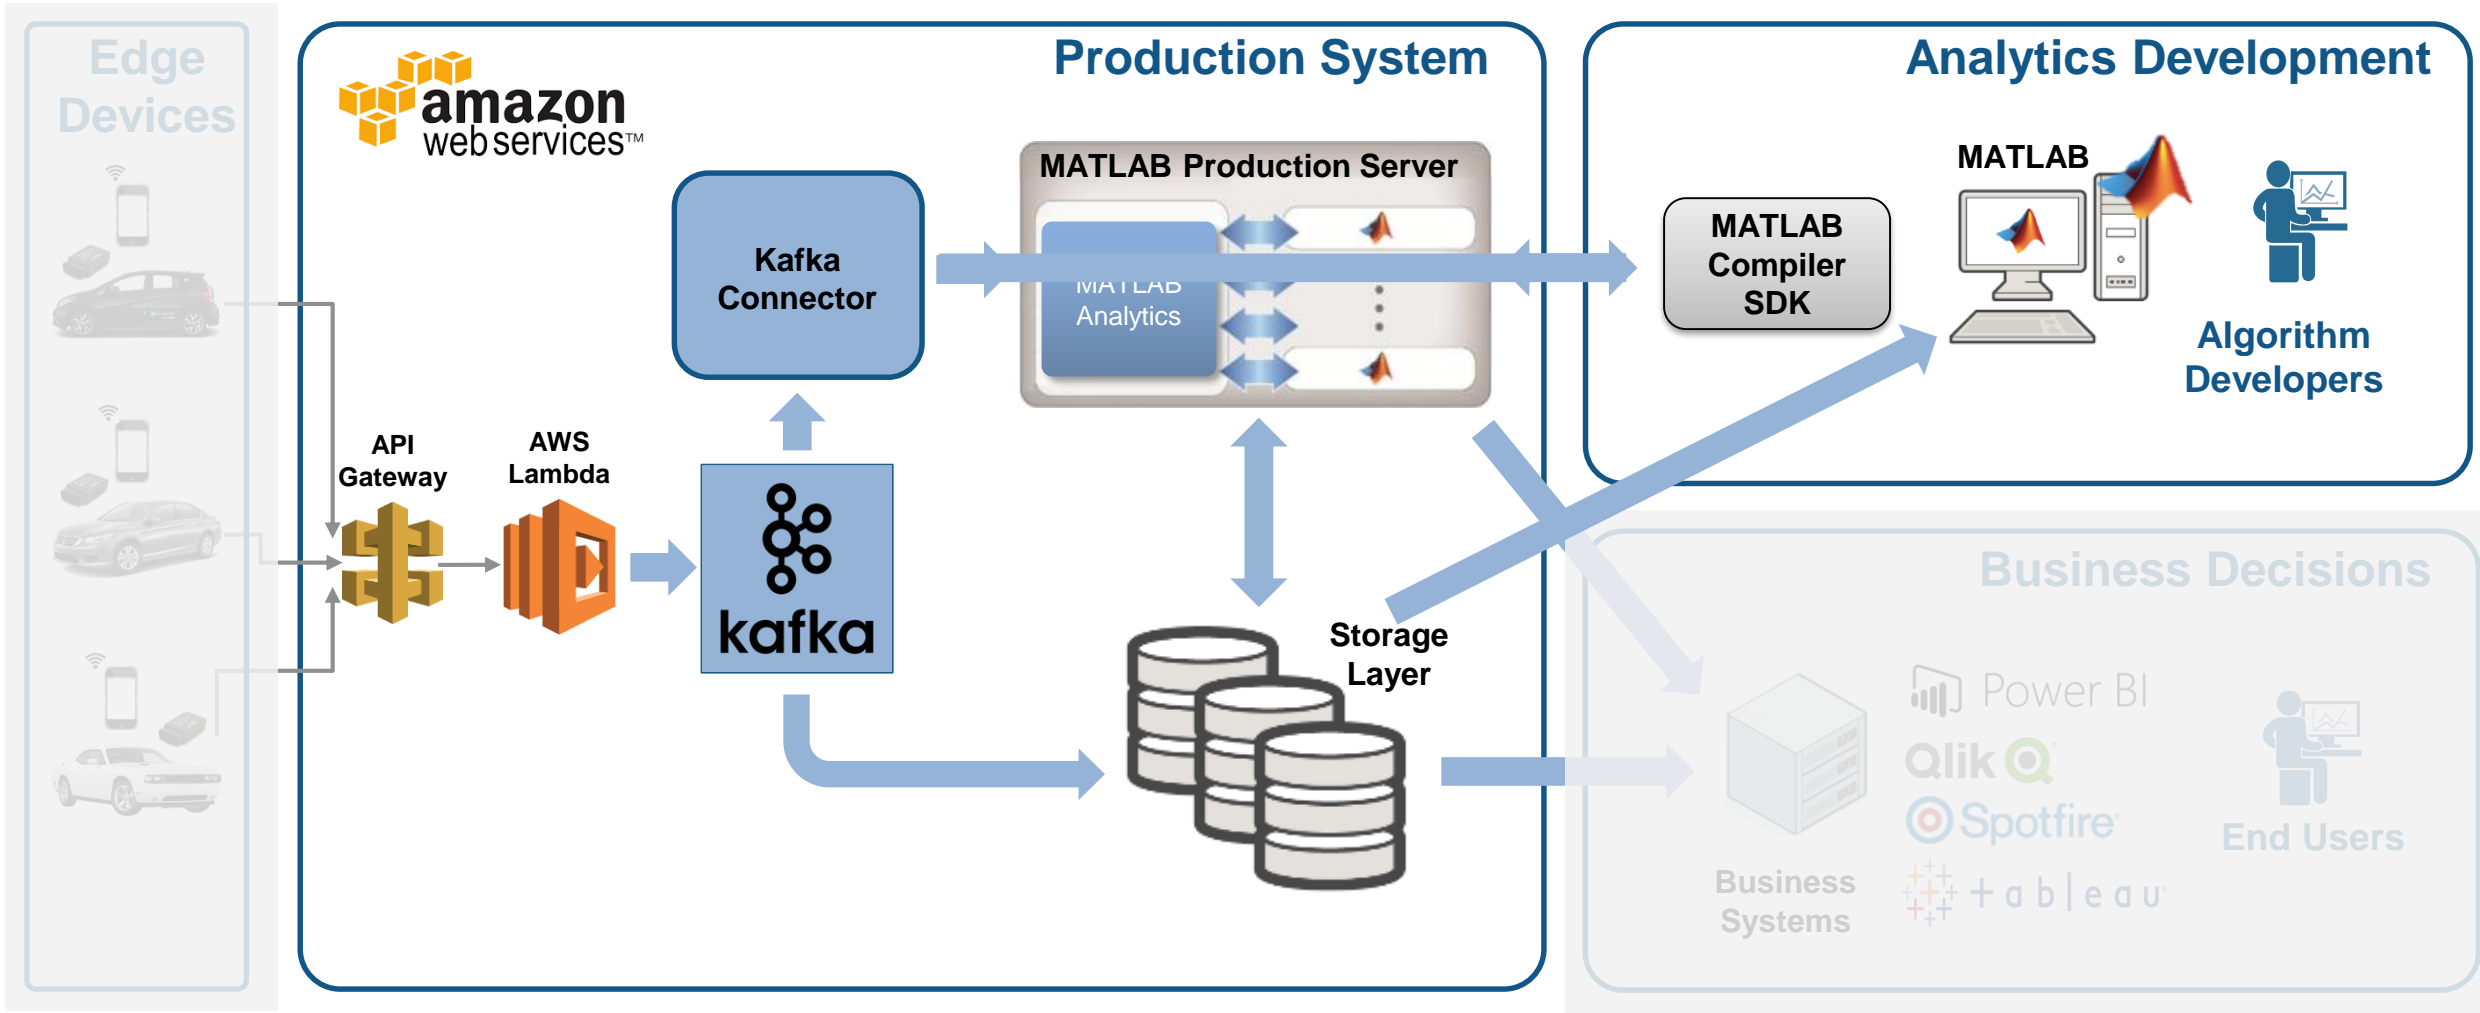 Edge
Devices
amazon
web services™
Production System
Kafka
Connector
MATLAB Production Server
MATLAB
Analytics
API
Gateway
AWS
Lambda
kafka
Storage
Layer
Analytics Development
MATLAB
Compiler
SDK
MATLAB
Algorithm
Developers
Business Decisions
Business
Systems
Power BI
Qlik
Spotfire
+ableau
End Users